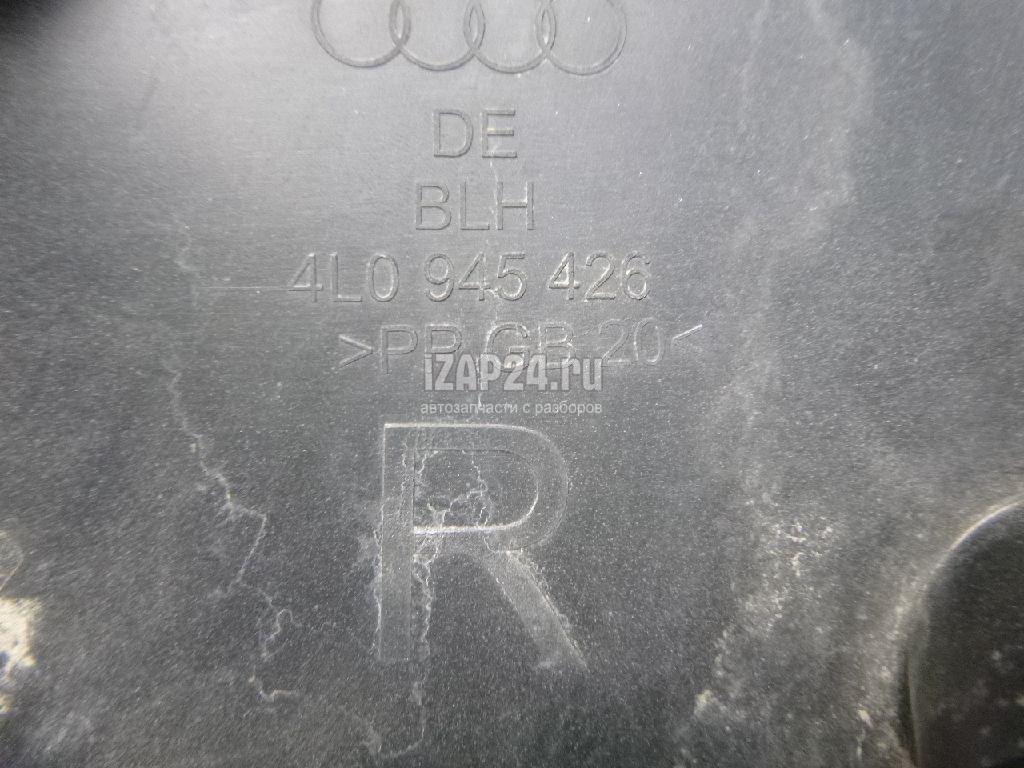 DE
BLH
4L0 945 426
>PP GB 20<
iZAP24.ru
автозапчасти с разборов
R